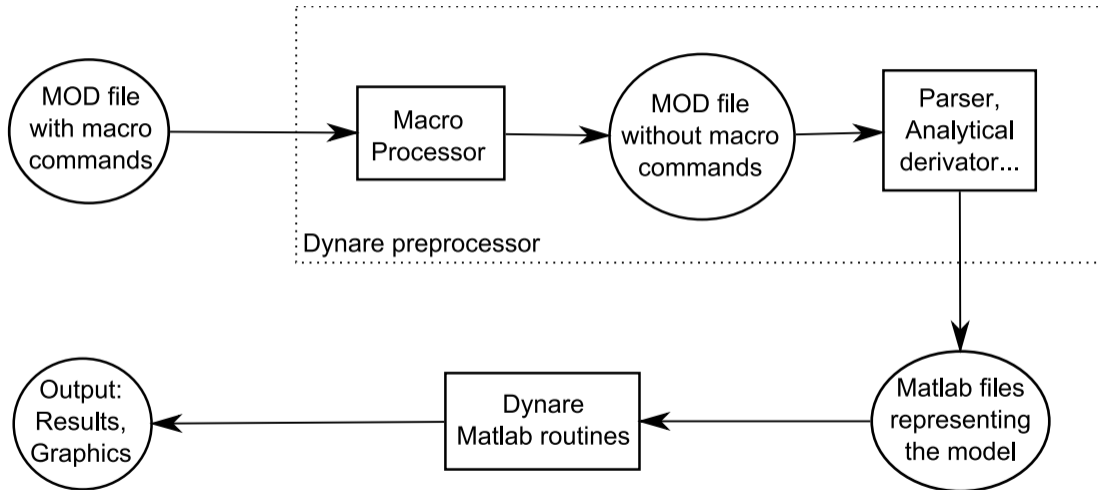 MOD file
with macro
commands
Macro
Processor
MOD file
without macro
commands
Parser,
Analytical
derivator...
Dynare preprocessor
Output:
Results,
Graphics
Dynare
Matlab routines
Matlab files
representing
the model